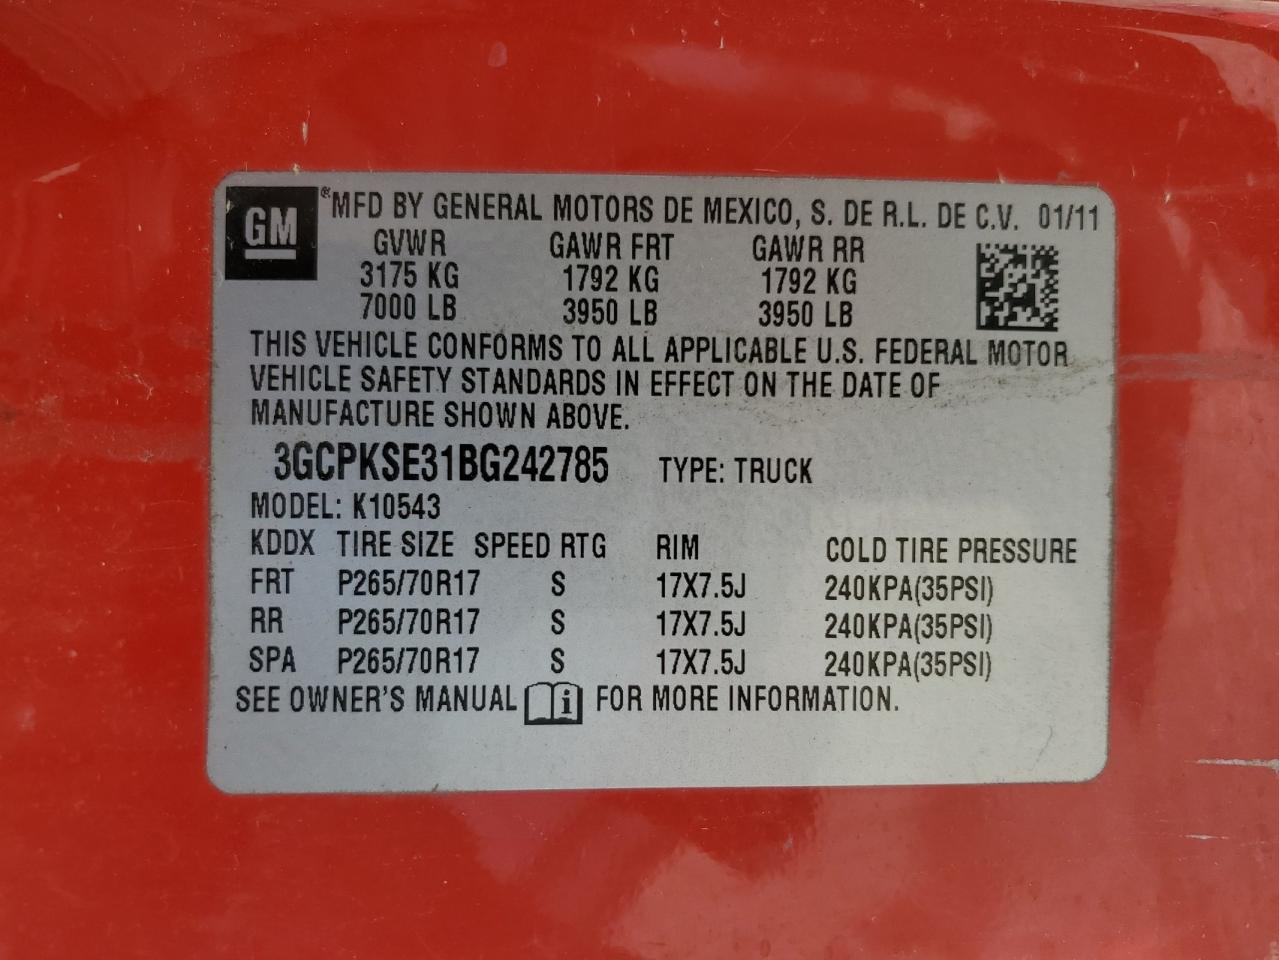 GM ® MFD BY GENERAL MOTORS DE MEXICO, S. DE R.L. DE C.V. 01/11
GVWR GAWR FRT GAWR RR
3175 KG 1792 KG 1792 KG
7000 LB 3950 LB 3950 LB
THIS VEHICLE CONFORMS TO ALL APPLICABLE U.S. FEDERAL MOTOR
VEHICLE SAFETY STANDARDS IN EFFECT ON THE DATE OF
MANUFACTURE SHOWN ABOVE.
3GCPKSE31BG242785 TYPE: TRUCK
MODEL: K10543
KDDX TIRE SIZE SPEED RTG RIM COLD TIRE PRESSURE
FRT P265/70R17 S 17X7.5J 240KPA(35PSI)
RR P265/70R17 S 17X7.5J 240KPA(35PSI)
SPA P265/70R17 S 17X7.5J 240KPA(35PSI)
SEE OWNER'S MANUAL i FOR MORE INFORMATION.